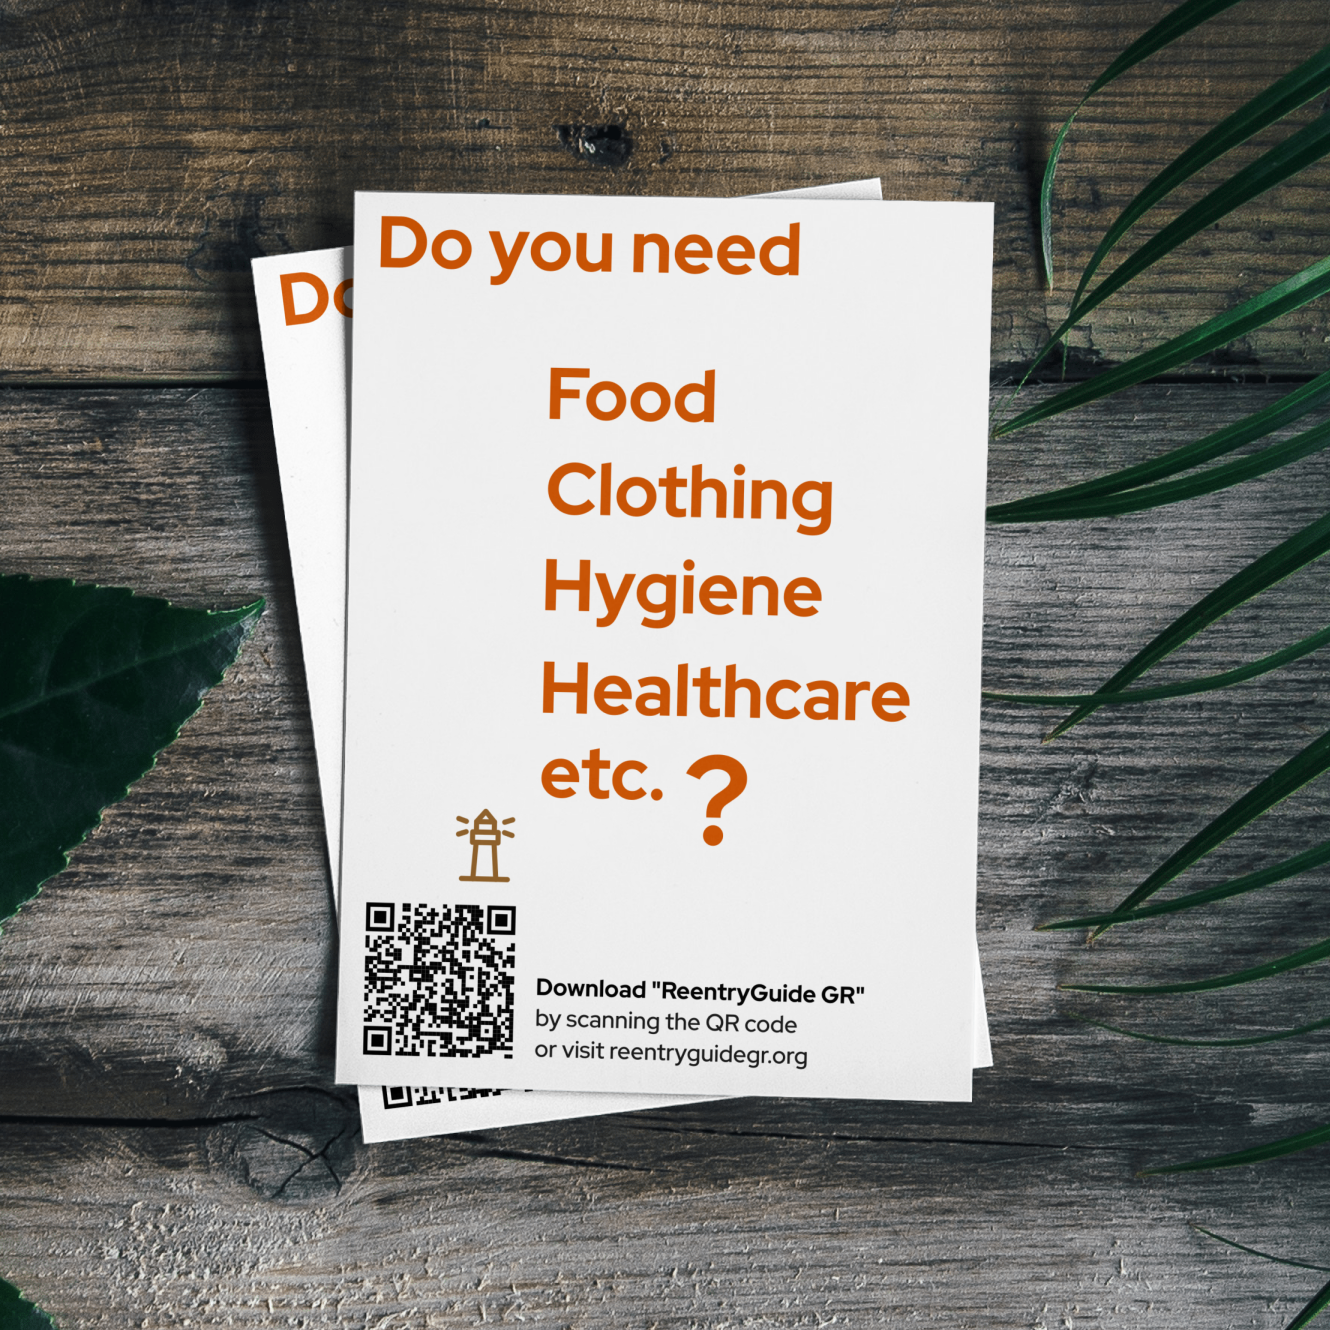 Do you need
Do
Food
Clothing
Hygiene
Healthcare
etc. ?
Download "ReentryGuide GR"
by scanning the QR code
or visit reentryguidegr.org